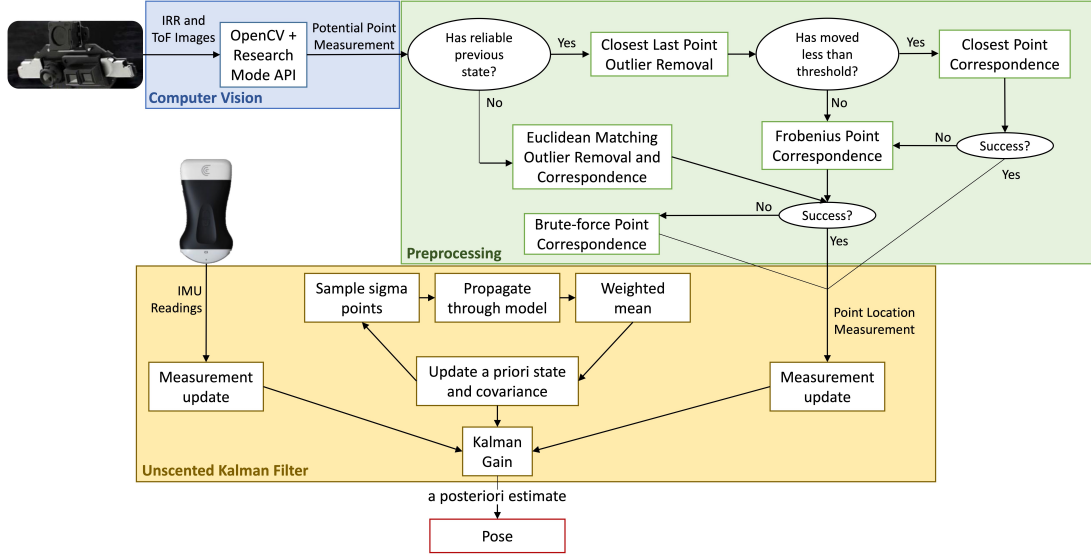 IRR and
ToF Images
OpenCV +
Research
Mode API
Potential Point
Measurement
Computer Vision
Has reliable
previous
state?
Yes
Closest Last Point
Outlier Removal
Has moved
less than
threshold?
Yes
Closest Point
Correspondence
No
No
Euclidean Matching
Outlier Removal and
Correspondence
Frobenius Point
Correspondence
No
Success?
Yes
No
Success?
Brute-force Point
Correspondence
Yes
Preprocessing
IMU
Readings
Sample sigma
points
Propagate
through model
Weighted
mean
Point Location
Measurement
Measurement
update
Update a priori state
and covariance
Measurement
update
Kalman
Gain
Unscented Kalman Filter
a posteriori estimate
Pose